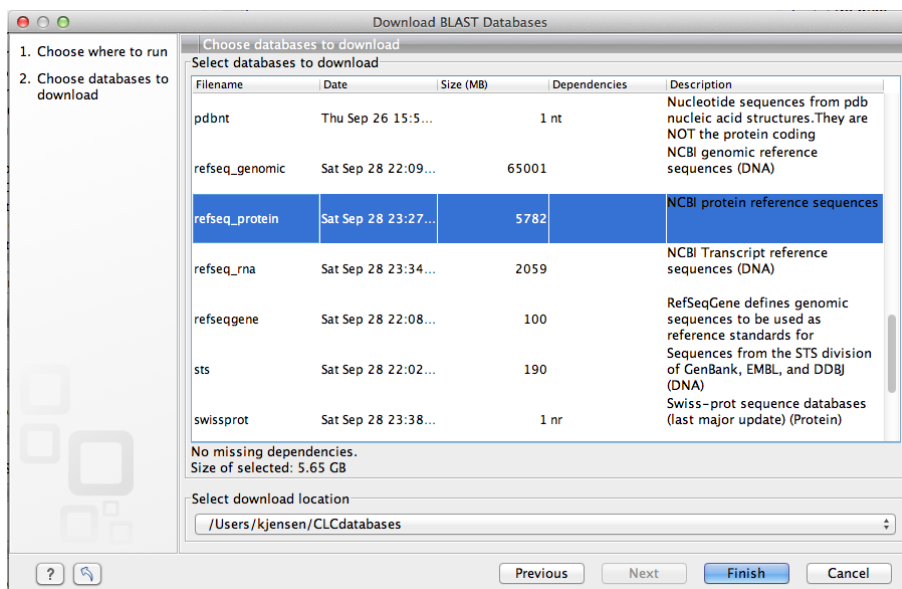 Download BLAST Databases
1. Choose where to run
2. Choose databases to
download
Choose databases to download
Select databases to download
Filename Date Size (MB) Dependencies Description
pdbnt Thu Sep 26 15:5... 1 nt Nucleotide sequences from pdb
nucleic acid structures.They are
NOT the protein coding
refseq_genomic Sat Sep 28 22:09... 65001 NCBI genomic reference
sequences (DNA)
refseq_protein Sat Sep 28 23:27... 5782 NCBI protein reference sequences
refseq_rna Sat Sep 28 23:34... 2059 NCBI Transcript reference
sequences (DNA)
refseqgene Sat Sep 28 22:08... 100 RefSeqGene defines genomic
sequences to be used as
reference standards for
sts Sat Sep 28 22:02... 190 Sequences from the STS division
of GenBank, EMBL, and DDBJ
(DNA)
swissprot Sat Sep 28 23:38... 1 nr Swiss-prot sequence databases
(last major update) (Protein)
No missing dependencies.
Size of selected: 5.65 GB
Select download location
/Users/kjensen/CLCdatabases
? Previous Next Finish Cancel